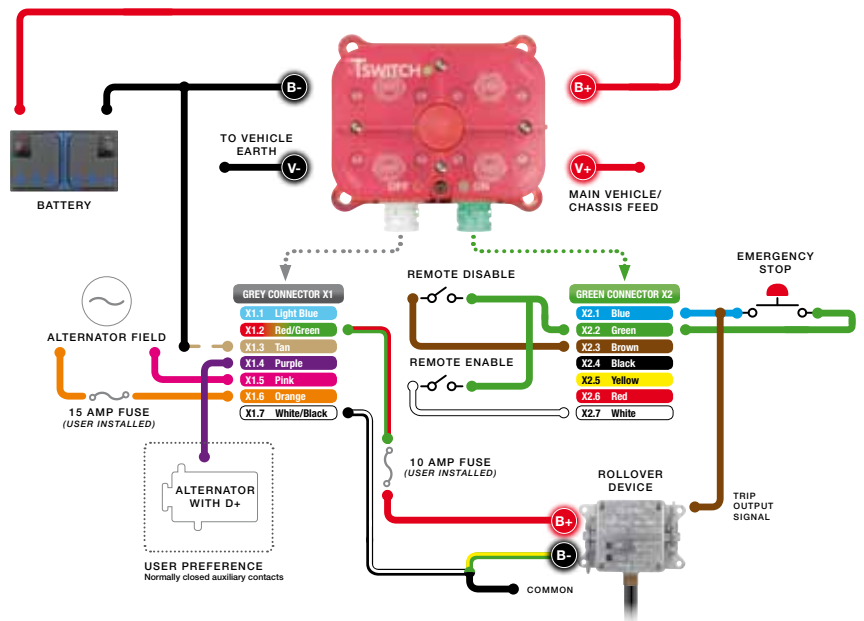 TSWITCH
B-
B+
TO VEHICLE
EARTH
V-
V+
OFF
ON
MAIN VEHICLE/
CHASSIS FEED
BATTERY
EMERGENCY
STOP
REMOTE DISABLE
GREY CONNECTOR X1
X1.1 Light Blue
X1.2 Red/Green
X1.3 Tan
X1.4 Purple
X1.5 Pink
X1.6 Orange
X1.7 White/Black
GREEN CONNECTOR X2
X2.1 Blue
X2.2 Green
X2.3 Brown
X2.4 Black
X2.5 Yellow
X2.6 Red
X2.7 White
ALTERNATOR FIELD
REMOTE ENABLE
15 AMP FUSE
(USER INSTALLED)
10 AMP FUSE
(USER INSTALLED)
ROLLOVER
DEVICE
ALTERNATOR
WITH D+
TRIP
OUTPUT
SIGNAL
B+
B-
USER PREFERENCE
Normally closed auxiliary contacts
COMMON